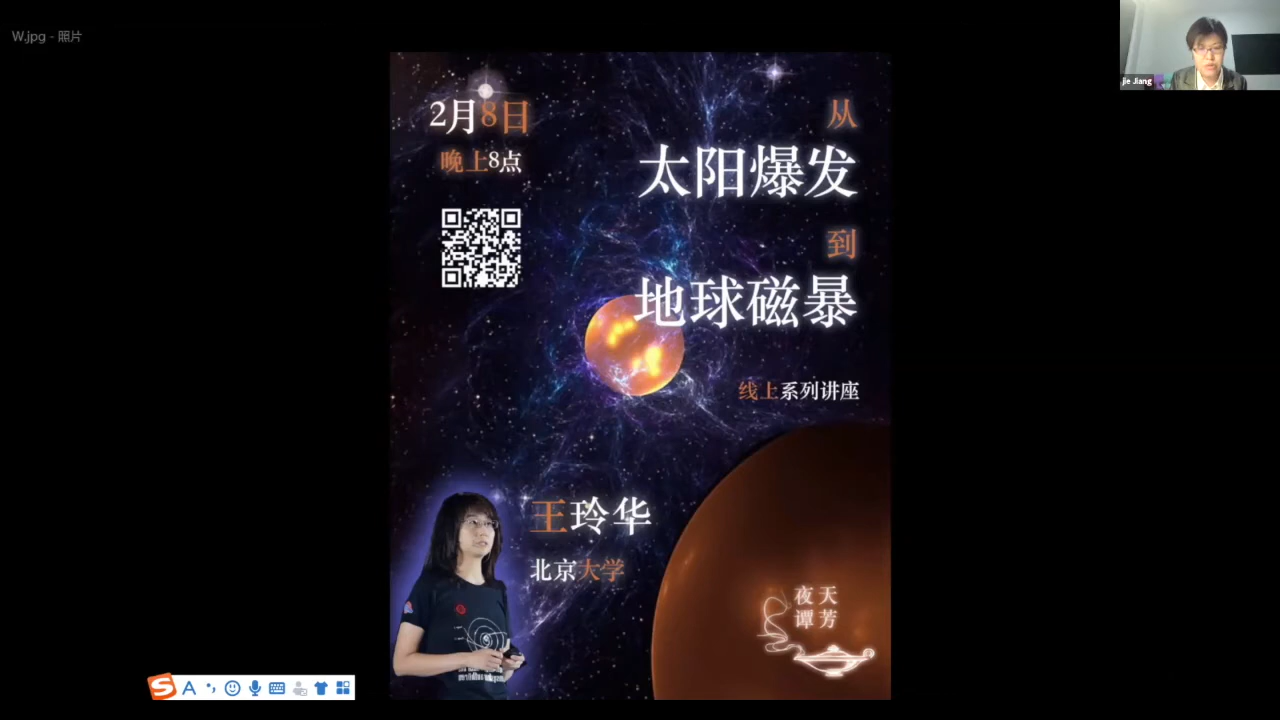 W.jpg - 照片
jie Jiang
2月8日
晚上8点
从
太阳爆发
到
地球磁暴
线上系列讲座
王玲华
北京大学
天芳
夜谭
A